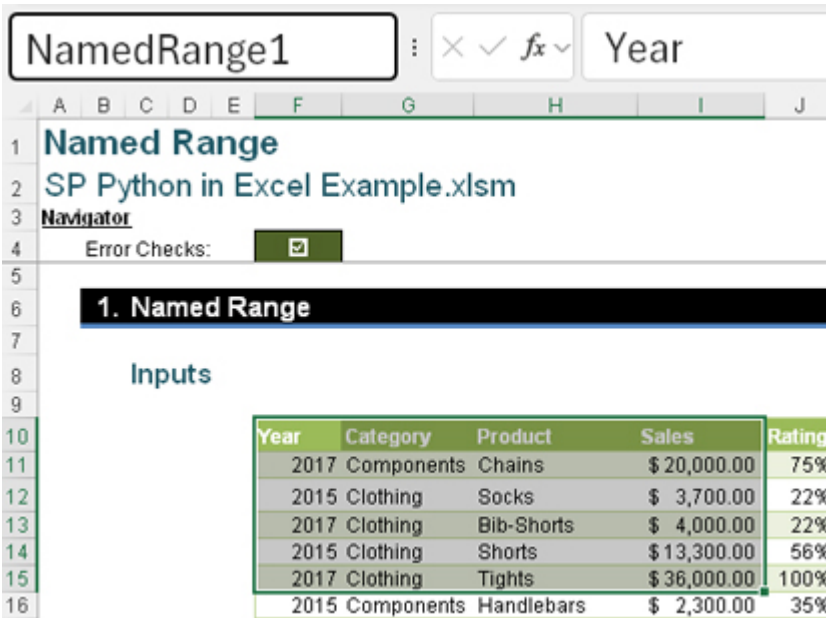 NamedRange1 fx Year
A B C D E F G H I J
1 Named Range
2 SP Python in Excel Example.xlsm
3 Navigator
4 Error Checks:
5
6 1. Named Range
7
8 Inputs
9
10 Year Category Product Sales Rating
11 2017 Components Chains $ 20,000.00 75%
12 2015 Clothing Socks $ 3,700.00 22%
13 2017 Clothing Bib-Shorts $ 4,000.00 22%
14 2015 Clothing Shorts $ 13,300.00 56%
15 2017 Clothing Tights $ 36,000.00 100%
16 2015 Components Handlebars $ 2,300.00 35%